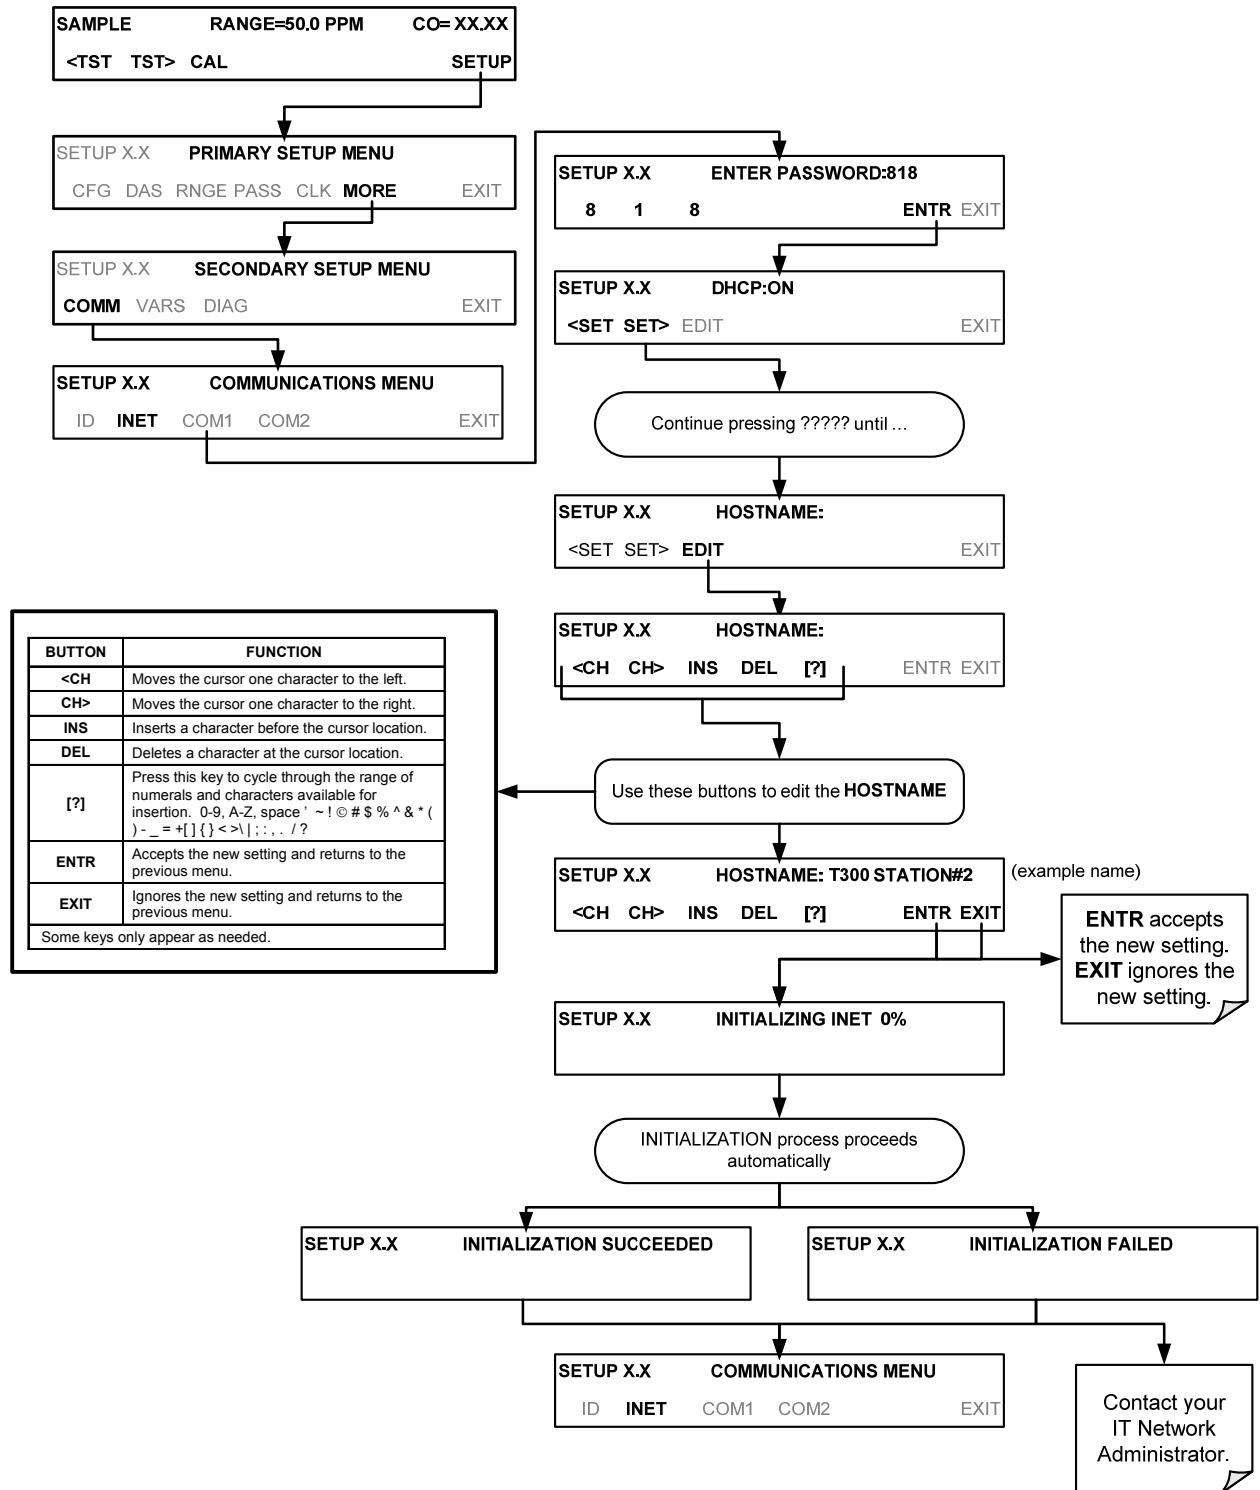 SAMPLE RANGE=50.0 PPM CO= XX.XX
<TST TST> CAL SETUP
SETUP X.X PRIMARY SETUP MENU
CFG DAS RNGE PASS CLK MORE EXIT
SETUP X.X SECONDARY SETUP MENU
COMM VARS DIAG EXIT
SETUP X.X COMMUNICATIONS MENU
ID INET COM1 COM2 EXIT
SETUP X.X ENTER PASSWORD:818
8 1 8 ENTR EXIT
SETUP X.X DHCP:ON
<SET SET> EDIT EXIT
Continue pressing ????? until ...
SETUP X.X HOSTNAME:
<SET SET> EDIT EXIT
SETUP X.X HOSTNAME:
<CH CH> INS DEL [?] ENTR EXIT
Use these buttons to edit the HOSTNAME
BUTTON FUNCTION
<CH Moves the cursor one character to the left.
CH> Moves the cursor one character to the right.
INS Inserts a character before the cursor location.
DEL Deletes a character at the cursor location.
[?] Press this key to cycle through the range of
numerals and characters available for
insertion. 0-9, A-Z, space ' ~ ! © # $ % ^ & * (
) - _ = +[ ] { } < >\ | ; : , . / ?
ENTR Accepts the new setting and returns to the
previous menu.
EXIT Ignores the new setting and returns to the
previous menu.
Some keys only appear as needed.
SETUP X.X HOSTNAME: T300 STATION#2
<CH CH> INS DEL [?] ENTR EXIT
(example name)
ENTR accepts
the new setting.
EXIT ignores the
new setting.
SETUP X.X INITIALIZING INET 0%
INITIALIZATION process proceeds
automatically
SETUP X.X INITIALIZATION SUCCEEDED
SETUP X.X INITIALIZATION FAILED
SETUP X.X COMMUNICATIONS MENU
ID INET COM1 COM2 EXIT
Contact your
IT Network
Administrator.